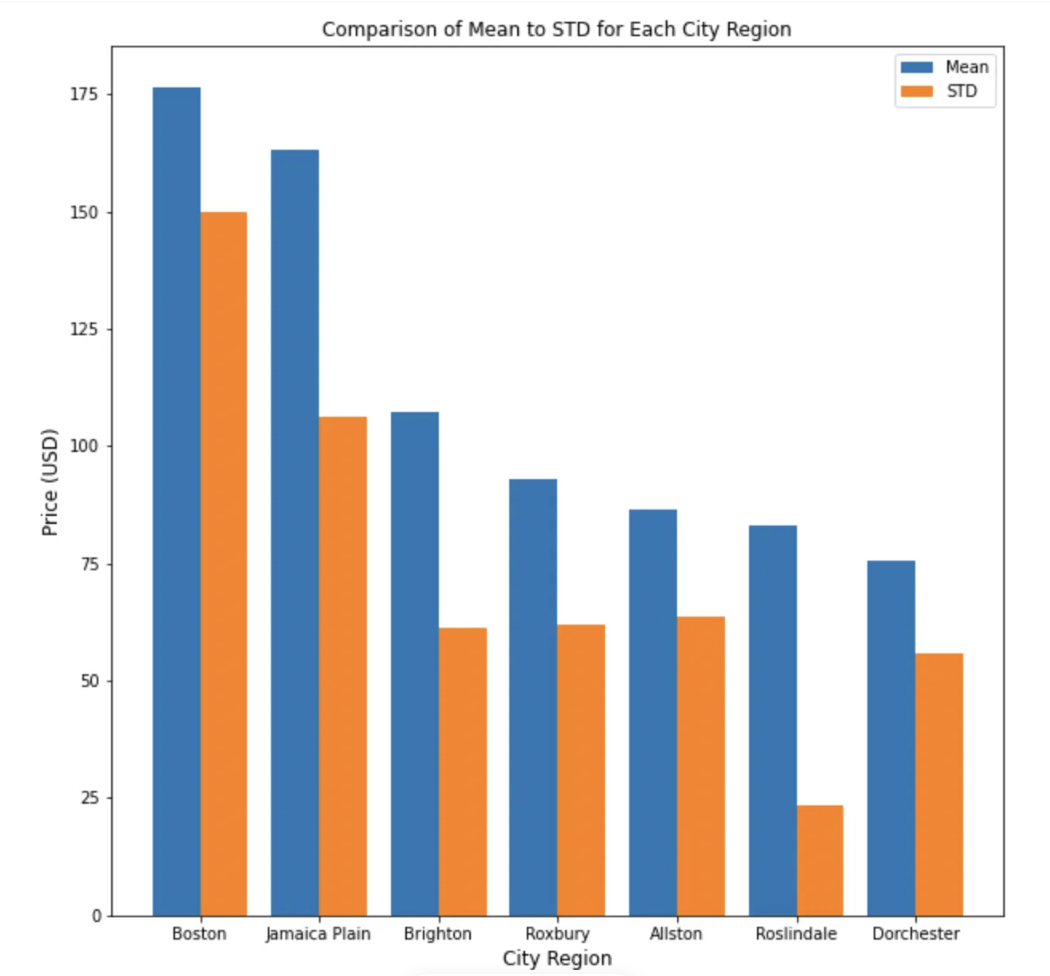 Comparison of Mean to STD for Each City Region
Mean
STD
175
150
125
100
75
50
25
0
Price (USD)
Boston Jamaica Plain Brighton Roxbury Allston Roslindale Dorchester
City Region